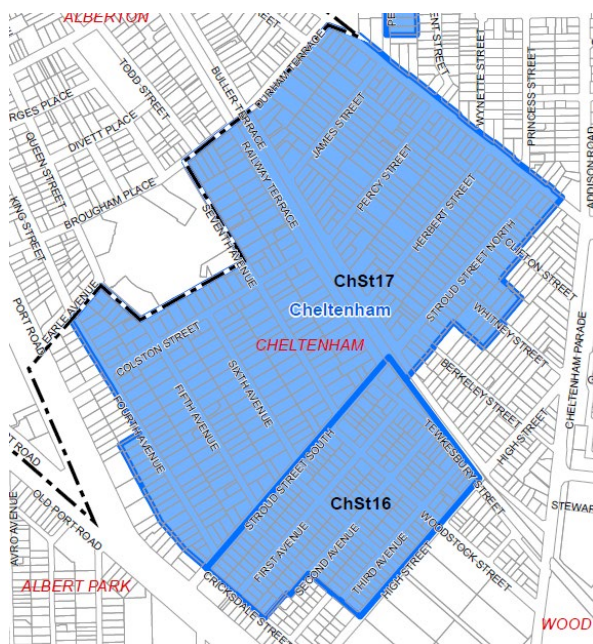 ALBERTON
TODD STREET
BULLER TERRACE
DURHAM TERRACE
WYNETTE STREET
PRINCESS STREET
ADDISON ROAD
DIVETT PLACE
QUEEN STREET
KING STREET
BROUGHAM PLACE
SEVENTH AVENUE
RAILWAY TERRACE
JAMES STREET
PERCY STREET
HERBERT STREET
STROUD STREET NORTH
CLIFTON STREET
WHITNEY STREET
ChSt17
Cheltenham
CHELTENHAM
EARLE AVENUE
PORT ROAD
COLSTON STREET
SIXTH AVENUE
FIFTH AVENUE
FOURTH AVENUE
BERKELEY STREET
HIGH STREET
CHELTENHAM PARADE
STROUD STREET SOUTH
TEWKESBURY STREET
ChSt16
RT ROAD
OLD PORT ROAD
AVRO AVENUE
FIRST AVENUE
SECOND AVENUE
THIRD AVENUE
HIGH STREET
WOODSTOCK STREET
STEWAR
CRICKSDALE STREET
ALBERT PARK
WOOD